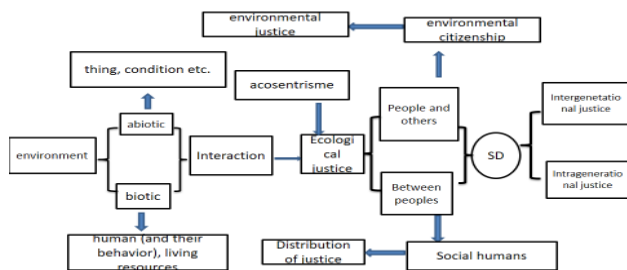 environmental
justice
environmental
citizenship
thing, condition etc.
acosentrisme
People and
others
Intergenetatio
nal justice
abiotic
environment
Interaction
Ecologi
cal
justice
SD
biotic
Between
peoples
Intrageneratio
nal justice
human (and their
behavior), living
resources
Distribution
of justice
Social humans